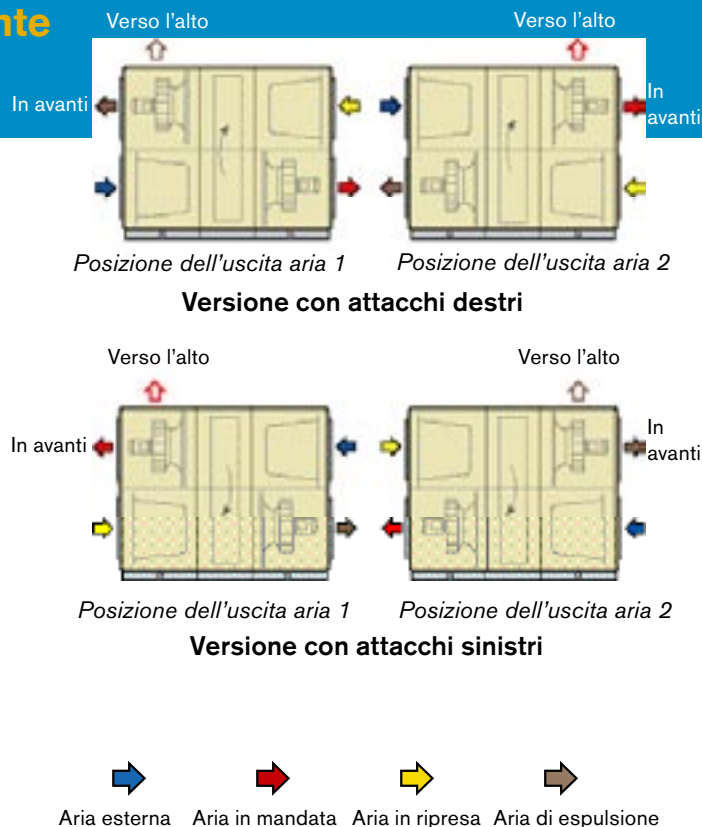 nte
Verso l'alto
Verso l'alto
In avanti
In
avanti
Posizione dell'uscita aria 1
Posizione dell'uscita aria 2
Versione con attacchi destri
Verso l'alto
Verso l'alto
In avanti
In
avanti
Posizione dell'uscita aria 1
Posizione dell'uscita aria 2
Versione con attacchi sinistri
Aria esterna
Aria in mandata
Aria in ripresa
Aria di espulsione